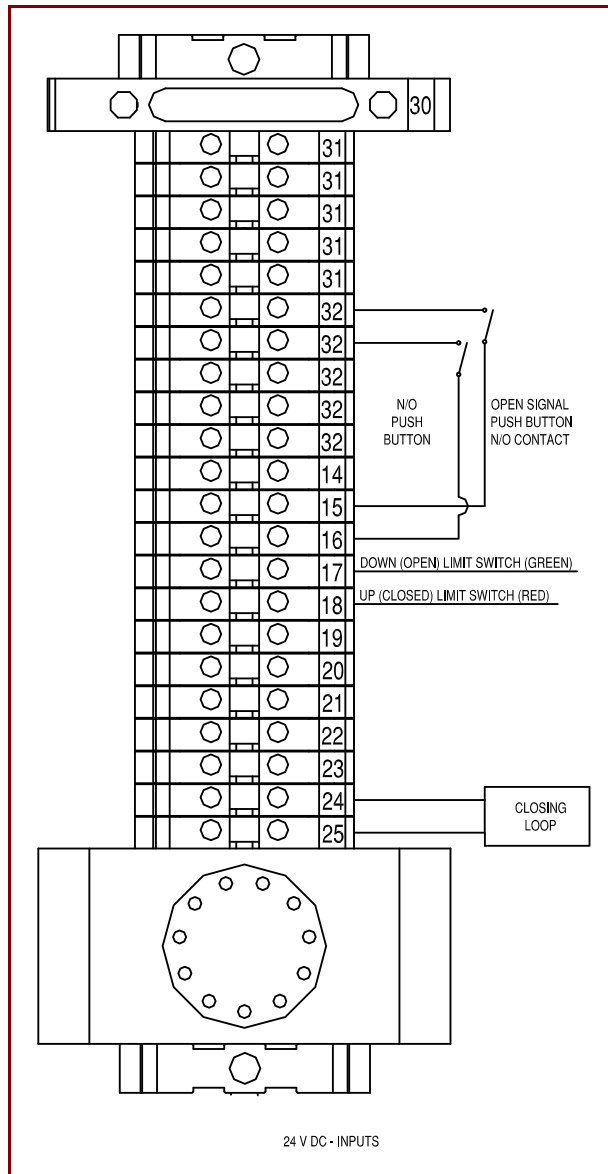 30
31
31
31
31
31
32
32
32
32
32
14
15
16
17
18
19
20
21
22
23
24
25
N/O
PUSH
BUTTON
OPEN SIGNAL
PUSH BUTTON
N/O CONTACT
DOWN (OPEN) LIMIT SWITCH (GREEN)
UP (CLOSED) LIMIT SWITCH (RED)
CLOSING
LOOP
24 V DC - INPUTS